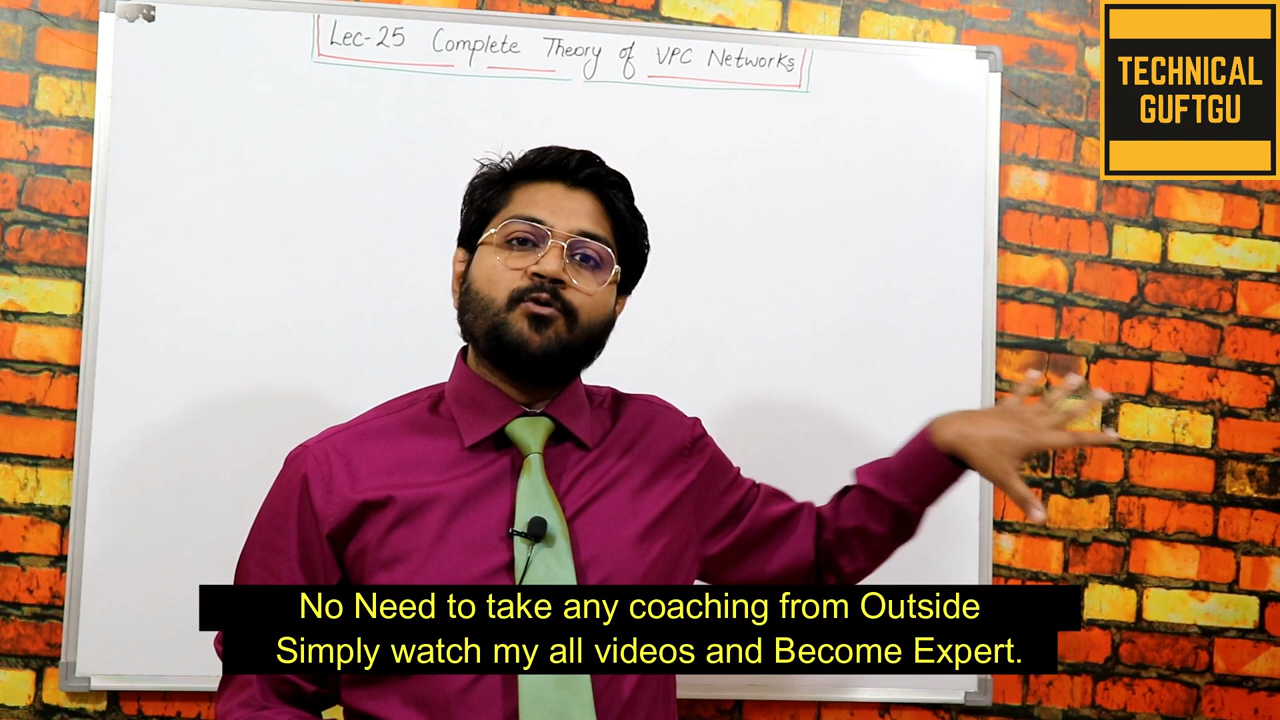 Lec-25 Complete Theory of VPC Networks
TECHNICAL
GUFTGU
No Need to take any coaching from Outside
Simply watch my all videos and Become Expert.